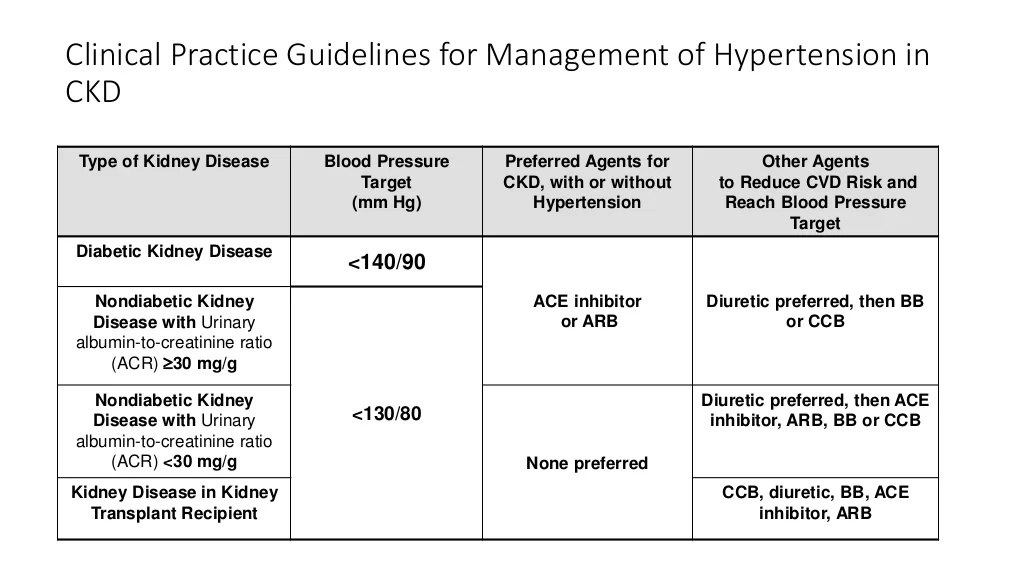 Clinical Practice Guidelines for Management of Hypertension in
CKD
Type of Kidney Disease
Blood Pressure
Target
(mm Hg)
Preferred Agents for
CKD, with or without
Hypertension
Other Agents
to Reduce CVD Risk and
Reach Blood Pressure
Target
Diabetic Kidney Disease
<140/90
ACE inhibitor
or ARB
Diuretic preferred, then BB
or CCB
Nondiabetic Kidney
Disease with Urinary
albumin-to-creatinine ratio
(ACR) ≥30 mg/g
<130/80
Nondiabetic Kidney
Disease with Urinary
albumin-to-creatinine ratio
(ACR) <30 mg/g
None preferred
Diuretic preferred, then ACE
inhibitor, ARB, BB or CCB
Kidney Disease in Kidney
Transplant Recipient
CCB, diuretic, BB, ACE
inhibitor, ARB